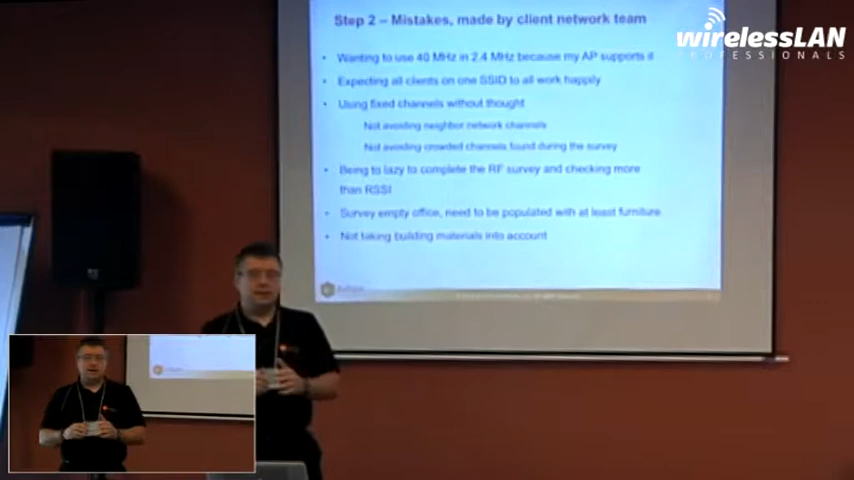 Step 2 – Mistakes, made by client network team
wirelessLAN
PROFESSIONALS
• Wanting to use 40 MHz in 2.4 MHz because my AP supports it
• Expecting all clients on one SSID to all work happily
• Using fixed channels without thought
Not avoiding neighbor network channels
Not avoiding crowded channels found during the survey
• Being to lazy to complete the RF survey and checking more
than RSSI
• Survey empty office, need to be populated with at least furniture
• Not taking building materials into account